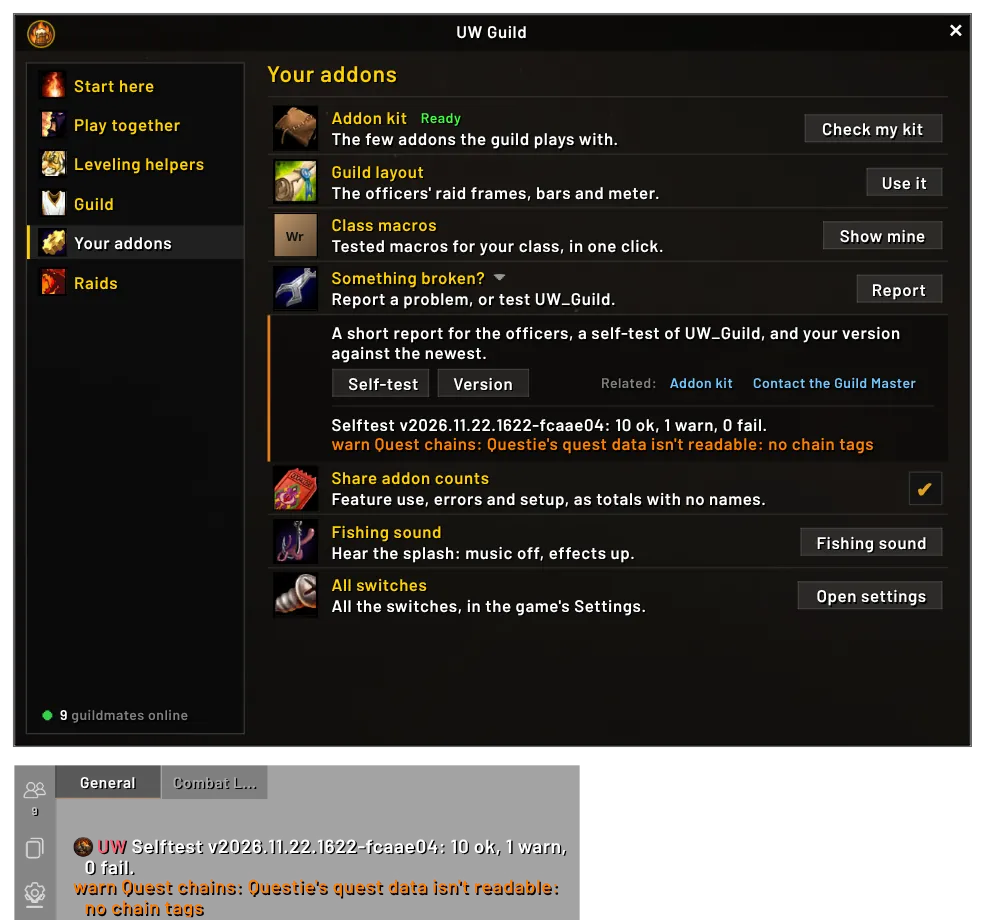 UW Guild
Start here
Play together
Leveling helpers
Guild
Your addons
Raids
9 guildmates online
Your addons
Addon kit Ready
The few addons the guild plays with.
Check my kit
Guild layout
The officers' raid frames, bars and meter.
Use it
Wr
Class macros
Tested macros for your class, in one click.
Show mine
Something broken?
Report a problem, or test UW_Guild.
Report
A short report for the officers, a self-test of UW_Guild, and your version
against the newest.
Self-test Version Related: Addon kit Contact the Guild Master
Selftest v2026.11.22.1622-fcaae04: 10 ok, 1 warn, 0 fail.
warn Quest chains: Questie's quest data isn't readable: no chain tags
Share addon counts
Feature use, errors and setup, as totals with no names.
Fishing sound
Hear the splash: music off, effects up.
Fishing sound
All switches
All the switches, in the game's Settings.
Open settings
General Combat L...
9
UW Selftest v2026.11.22.1622-fcaae04: 10 ok, 1 warn,
0 fail.
warn Quest chains: Questie's quest data isn't readable:
no chain tags